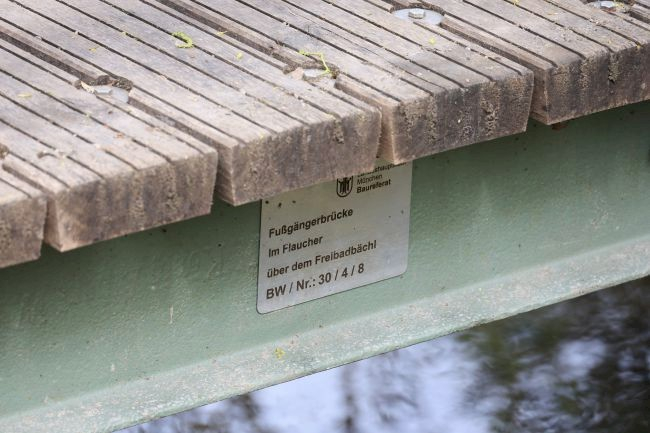 München
Baureferat
Fußgängerbrücke
Im Flaucher
über dem Freibadbächl
BW / Nr.: 30 / 4 / 8